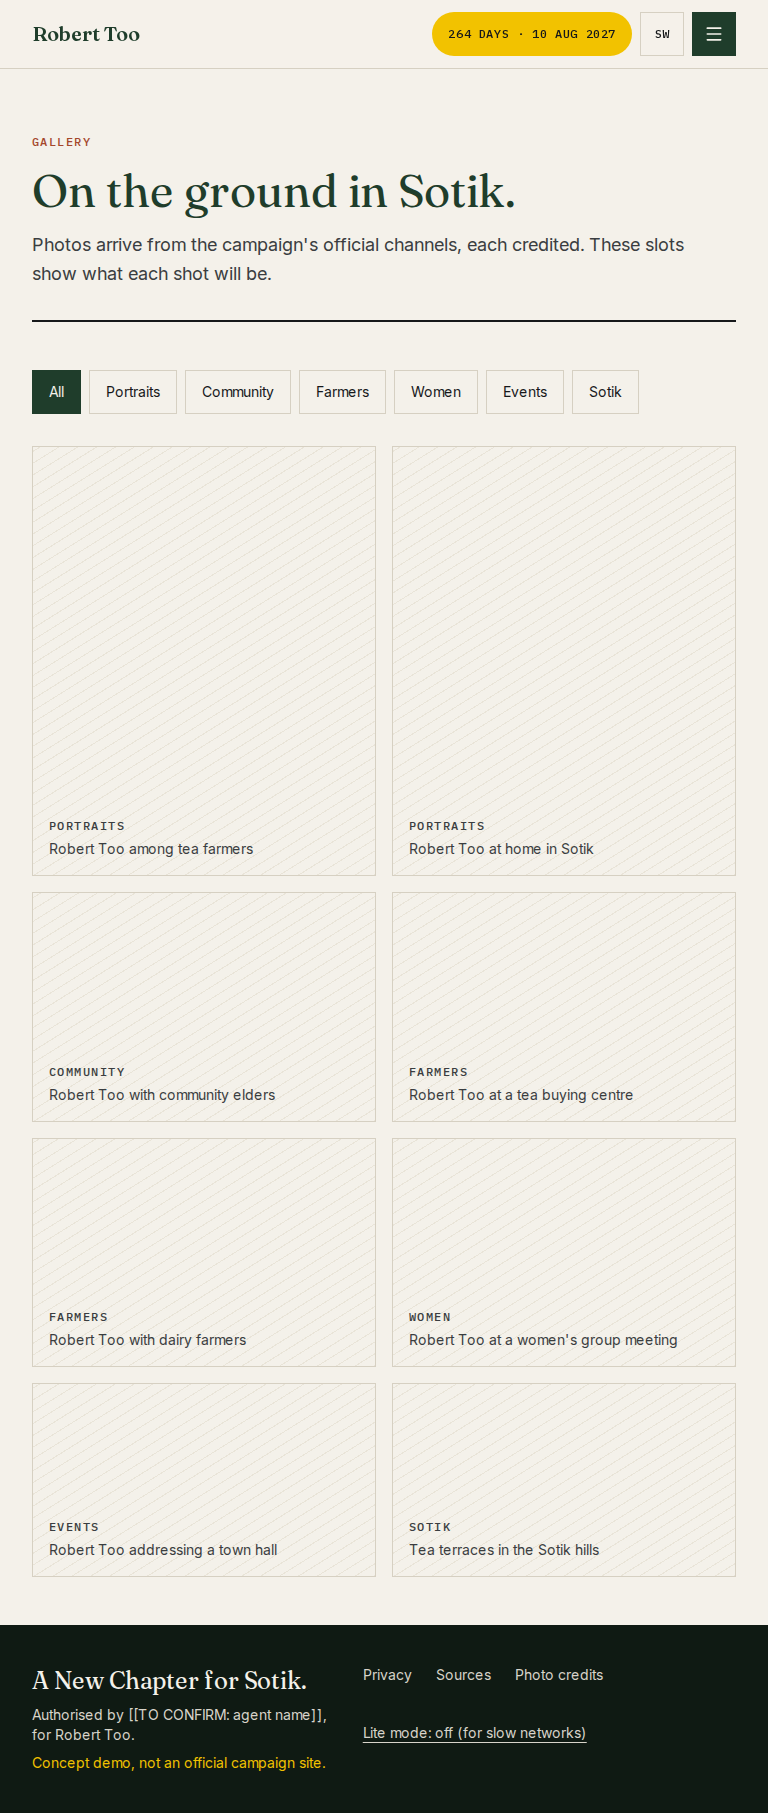 Robert Too
264 DAYS · 10 AUG 2027
SW
GALLERY
On the ground in Sotik.
Photos arrive from the campaign's official channels, each credited. These slots
show what each shot will be.
All
Portraits
Community
Farmers
Women
Events
Sotik
PORTRAITS
Robert Too among tea farmers
PORTRAITS
Robert Too at home in Sotik
COMMUNITY
Robert Too with community elders
FARMERS
Robert Too at a tea buying centre
FARMERS
Robert Too with dairy farmers
WOMEN
Robert Too at a women's group meeting
EVENTS
Robert Too addressing a town hall
SOTIK
Tea terraces in the Sotik hills
A New Chapter for Sotik.
Authorised by [[TO CONFIRM: agent name]],
for Robert Too.
Concept demo, not an official campaign site.
Privacy
Sources
Photo credits
Lite mode: off (for slow networks)